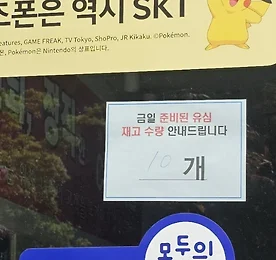 폰은 역시 SKT
eatures, GAME FREAK, TV Tokyo, ShoPro, JR Kikaku. ©Pokémon.
몬, Pokémon은 Nintendo의 상표입니다.
금일 준비된 유심
재고 수량 안내드립니다
10 개
모두의